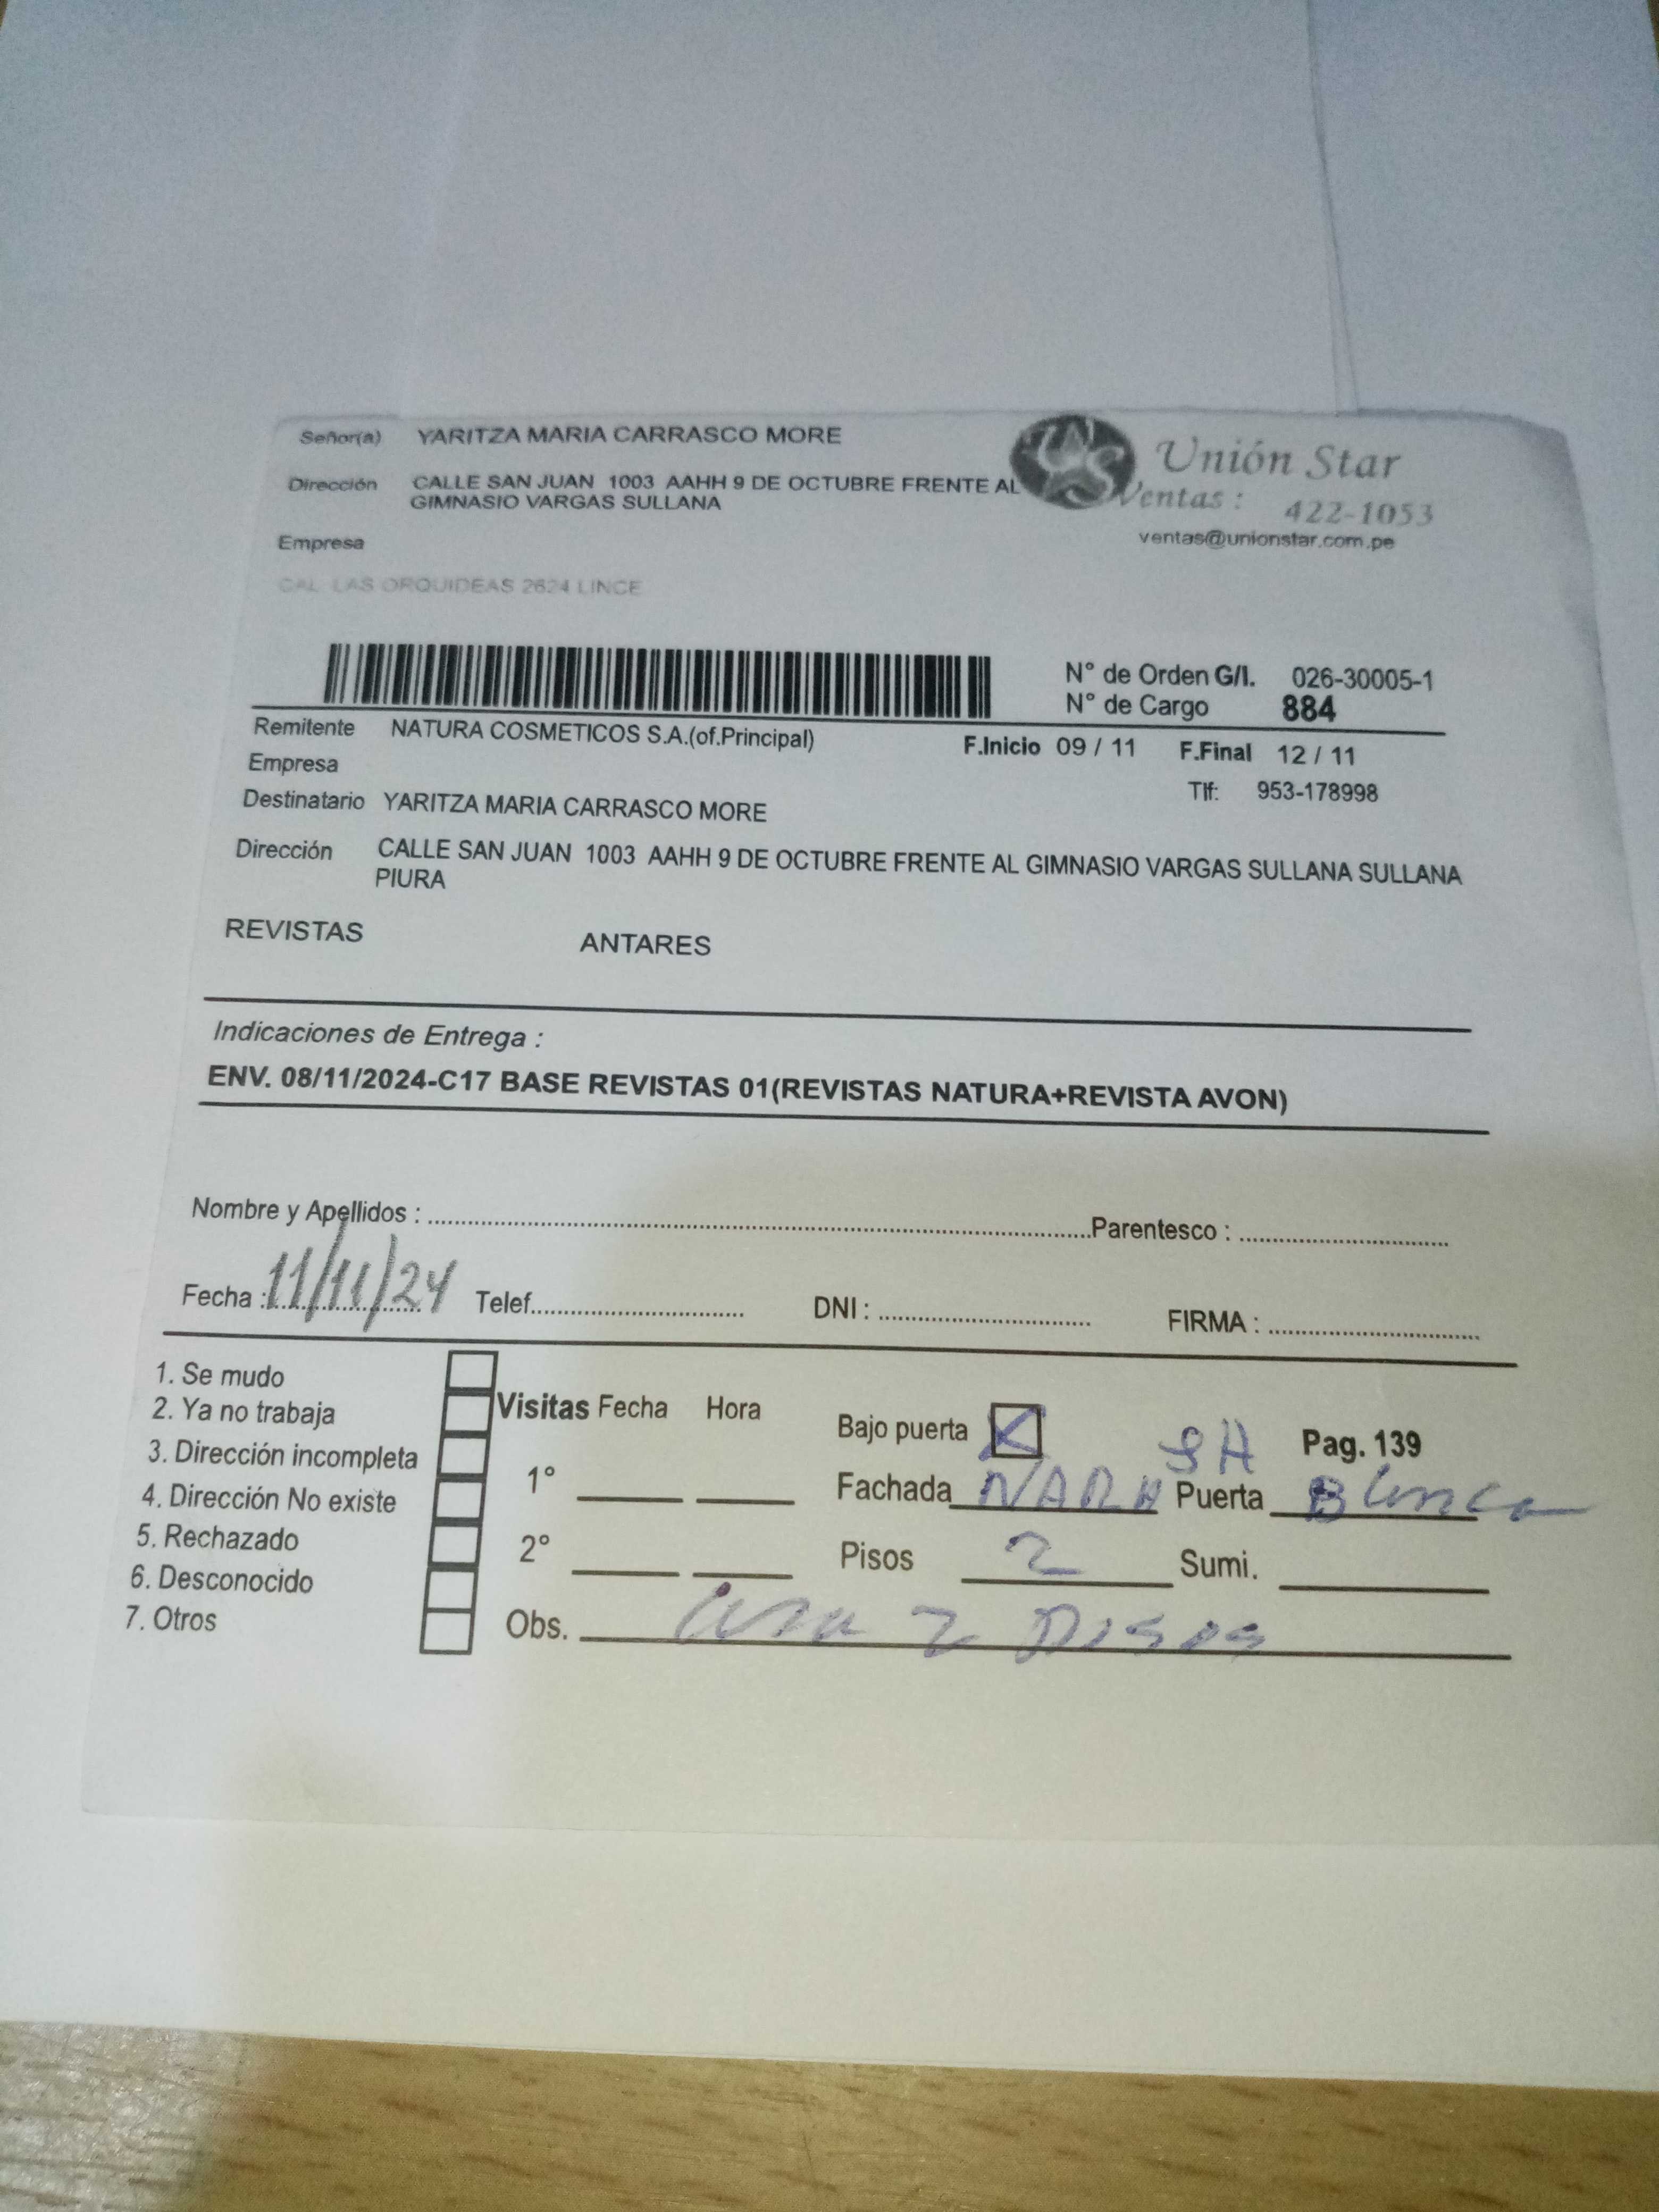 Señor(a) YARITZA MARIA CARRASCO MORE
Unión Star
Dirección CALLE SAN JUAN 1003 AAHH 9 DE OCTUBRE FRENTE AL
GIMNASIO VARGAS SULLANA
Ventas : 422-1053
Empresa
ventas@unionstar.com.pe
CAL LAS ORQUIDEAS 2624 LINCE
N° de Orden G/I. 026-30005-1
N° de Cargo 884
Remitente NATURA COSMETICOS S.A.(of.Principal)
F.Inicio 09 / 11 F.Final 12 / 11
Empresa
Tlf: 953-178998
Destinatario YARITZA MARIA CARRASCO MORE
Dirección CALLE SAN JUAN 1003 AAHH 9 DE OCTUBRE FRENTE AL GIMNASIO VARGAS SULLANA SULLANA
PIURA
REVISTAS ANTARES
Indicaciones de Entrega :
ENV. 08/11/2024-C17 BASE REVISTAS 01(REVISTAS NATURA+REVISTA AVON)
Nombre y Apellidos : Parentesco :
Fecha : 11/11/24 Telef. DNI : FIRMA :
1. Se mudo
2. Ya no trabaja
3. Dirección incompleta
4. Dirección No existe
5. Rechazado
6. Desconocido
7. Otros
Visitas Fecha Hora
1°
2°
Bajo puerta X Pag. 139
Fachada Puerta Blanca
Pisos 2 Sumi.
Obs. Casa 2 Pisos